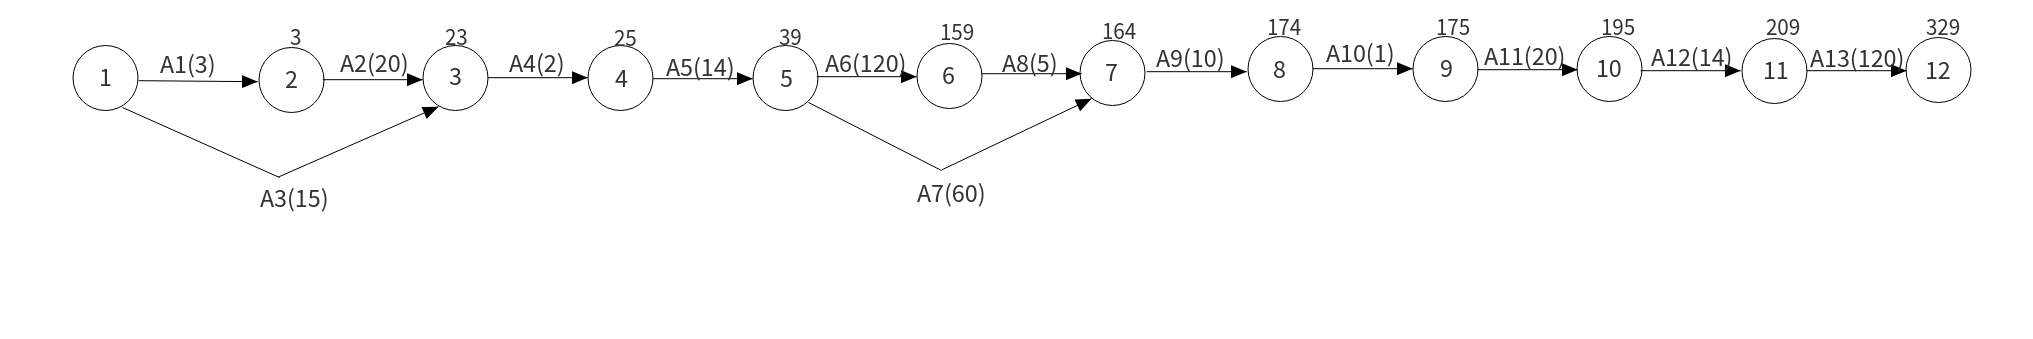 3 23 25 39 159 164 174 175 195 209 329
1 A1(3) 2 A2(20) 3 A4(2) 4 A5(14) 5 A6(120) 6 A8(5) 7 A9(10) 8 A10(1) 9 A11(20) 10 A12(14) 11 A13(120) 12
A3(15) A7(60)